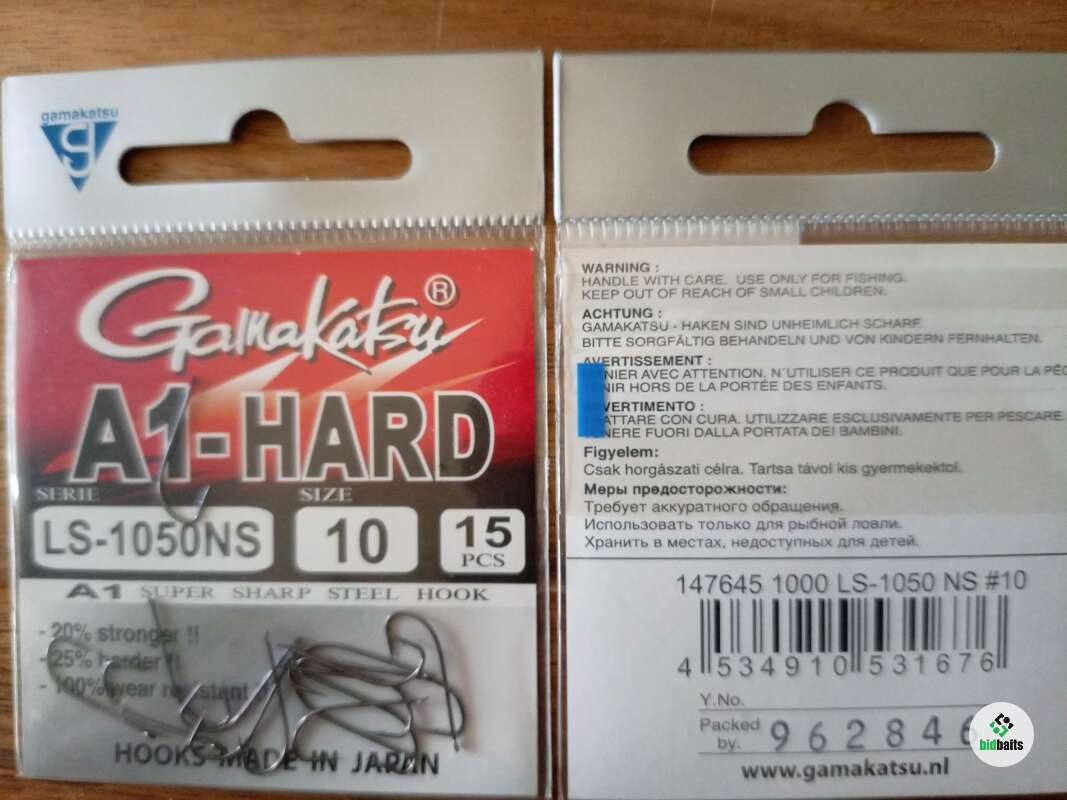 gamakatsu
g
Gamakatsu®
A1-HARD
SERIE SIZE
LS-1050NS 10 15 PCS
A1 SUPER SHARP STEEL HOOK
- 20% stronger !!
- 25% harder !!
- 100% wear resistant
HOOKS MADE IN JAPAN
WARNING :
HANDLE WITH CARE. USE ONLY FOR FISHING.
KEEP OUT OF REACH OF SMALL CHILDREN.
ACHTUNG :
GAMAKATSU - HAKEN SIND UNHEIMLICH SCHARF.
BITTE SORGFÄLTIG BEHANDELN UND VON KINDERN FERNHALTEN.
AVERTISSEMENT :
AVEC ATTENTION. N´UTILISER CE PRODUIT QUE POUR LA
HORS DE LA PORTÉE DES ENFANTS.
CON CURA. UTILIZZARE ESCLUSIVAMENTE PER PESCARE
FUORI DALLA PORTATA DEI BAMBINI.
Figyelem:
Csak horgászati célra. Tartsa távol kis gyermekektol.
Меры предосторожности:
Требует аккуратного обращения.
Использовать только для рыбной ловли.
Хранить в местах, недоступных для детей.
147645 1000 LS-1050 NS #10
4 534910 531676
Y.No.
Packed by. 962846
www.gamakatsu.nl
bidbaits